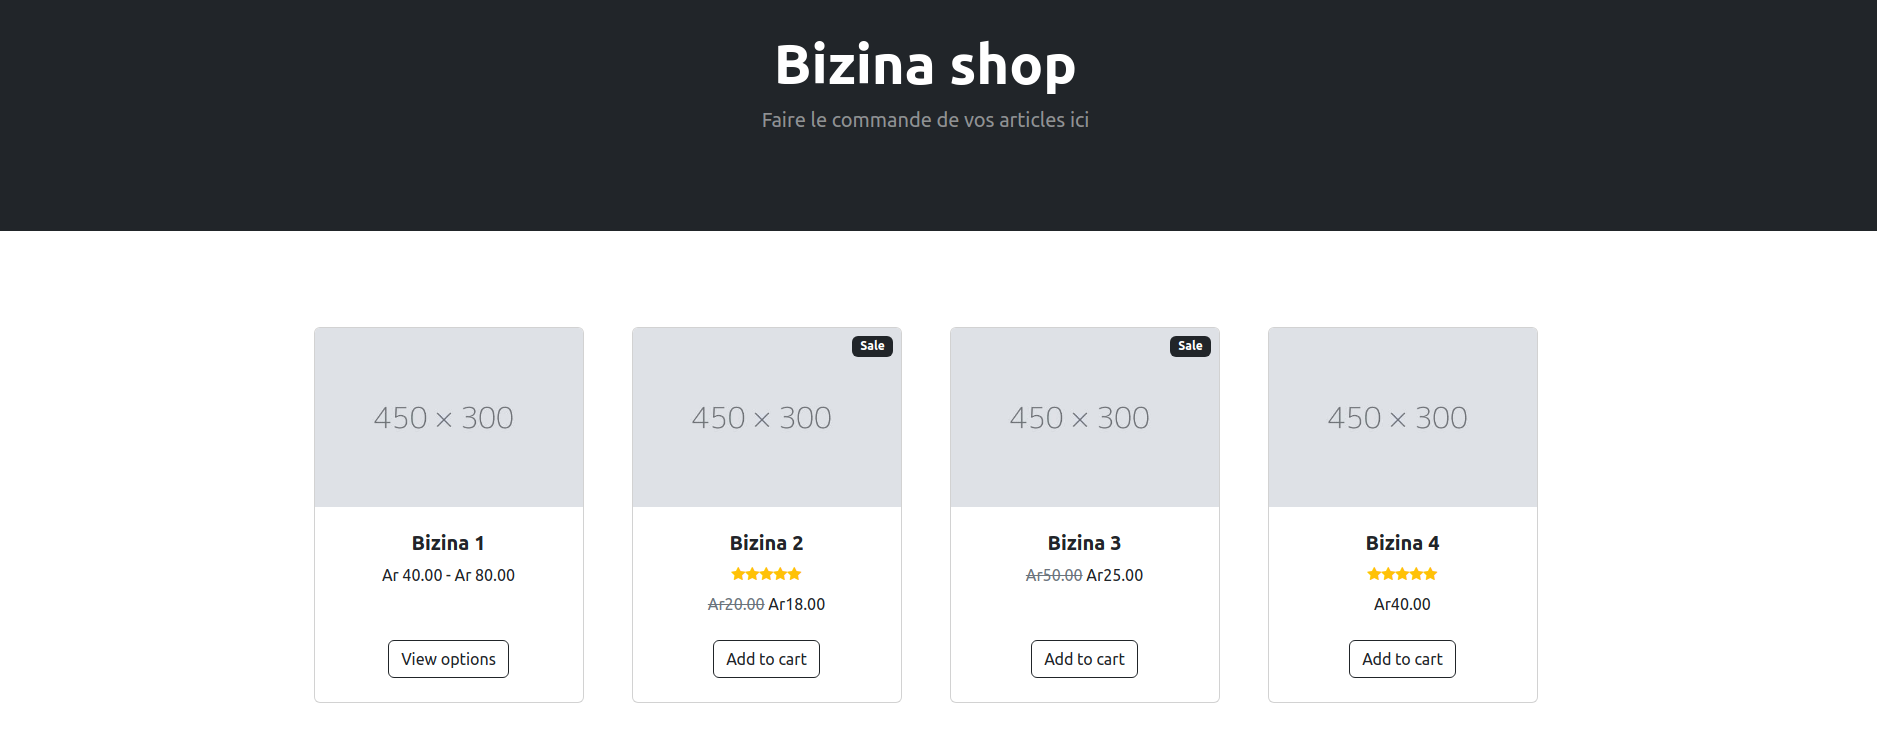 Bizina shop
Faire le commande de vos articles ici
450 × 300
Bizina 1
Ar 40.00 - Ar 80.00
View options
Sale
450 × 300
Bizina 2
Ar20.00 Ar18.00
Add to cart
Sale
450 × 300
Bizina 3
Ar50.00 Ar25.00
Add to cart
450 × 300
Bizina 4
Ar40.00
Add to cart